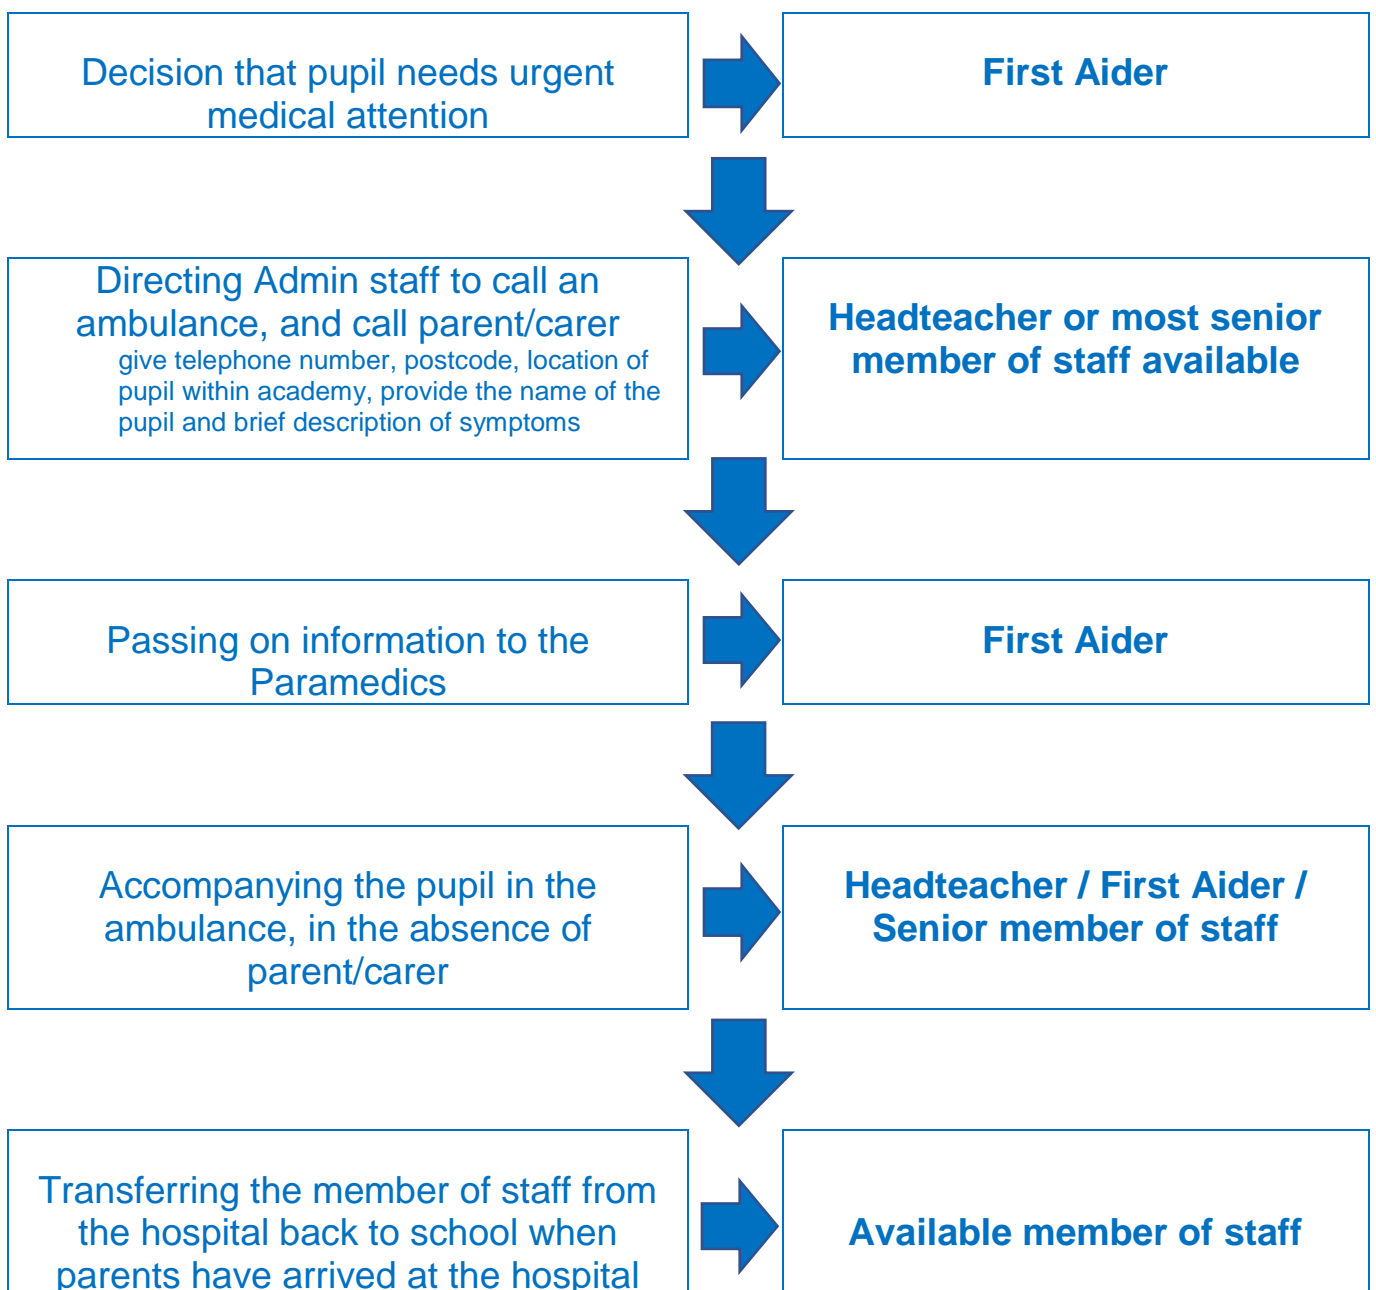 Decision that pupil needs urgent
medical attention
First Aider
Directing Admin staff to call an
ambulance, and call parent/carer
give telephone number, postcode, location of
pupil within academy, provide the name of the
pupil and brief description of symptoms
Headteacher or most senior
member of staff available
Passing on information to the
Paramedics
First Aider
Accompanying the pupil in the
ambulance, in the absence of
parent/carer
Headteacher / First Aider /
Senior member of staff
Transferring the member of staff from
the hospital back to school when
parents have arrived at the hospital
Available member of staff